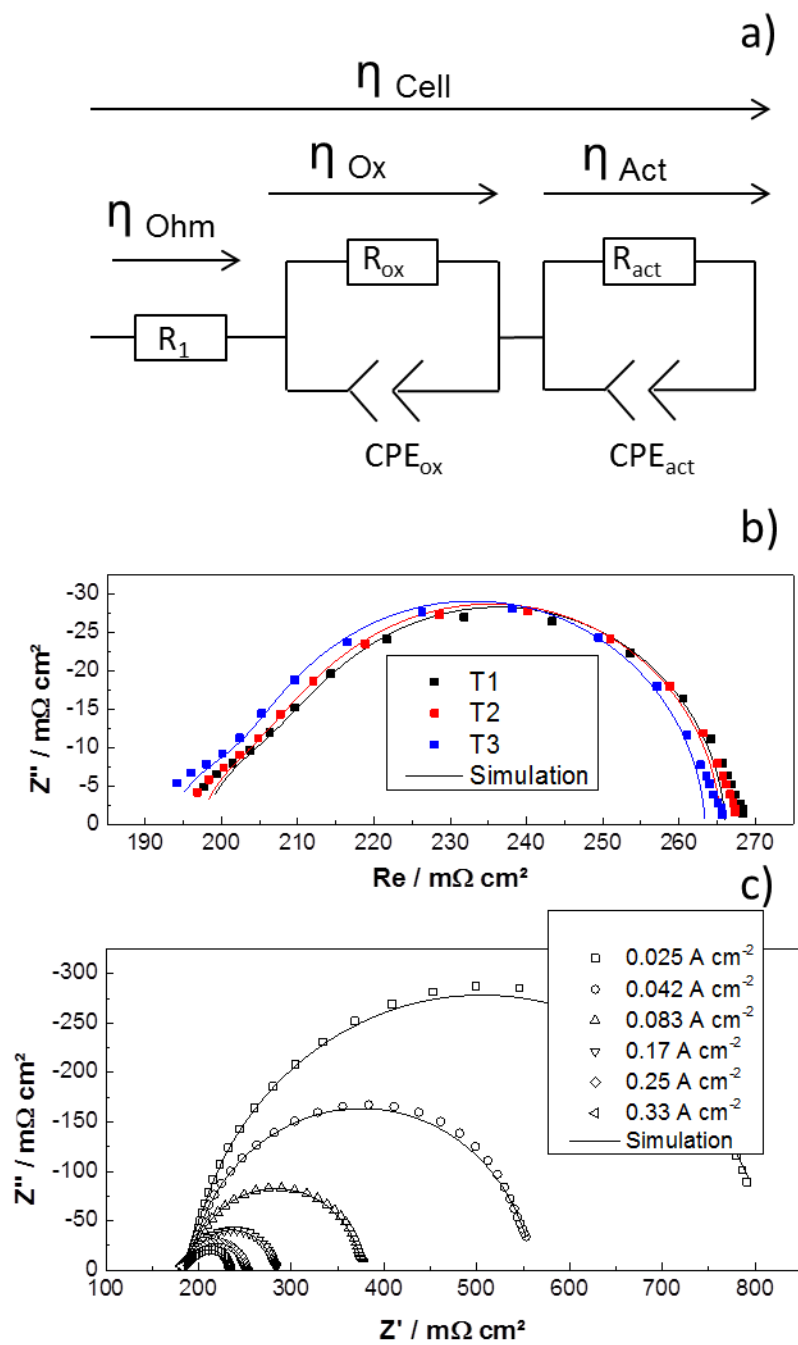 a)
η Cell
η Ox
η Act
η Ohm
Rox
Ract
R1
CPEox
CPEact
b)
-30
-25
-20
-15
-10
-5
0
Z'' / mΩ cm²
T1
T2
T3
Simulation
190 200 210 220 230 240 250 260 270
Re / mΩ cm²
c)
-300
-250
-200
-150
-100
-50
0
Z'' / mΩ cm²
0.025 A cm-2
0.042 A cm-2
0.083 A cm-2
0.17 A cm-2
0.25 A cm-2
0.33 A cm-2
Simulation
100 200 300 400 500 600 700 800
Z' / mΩ cm²